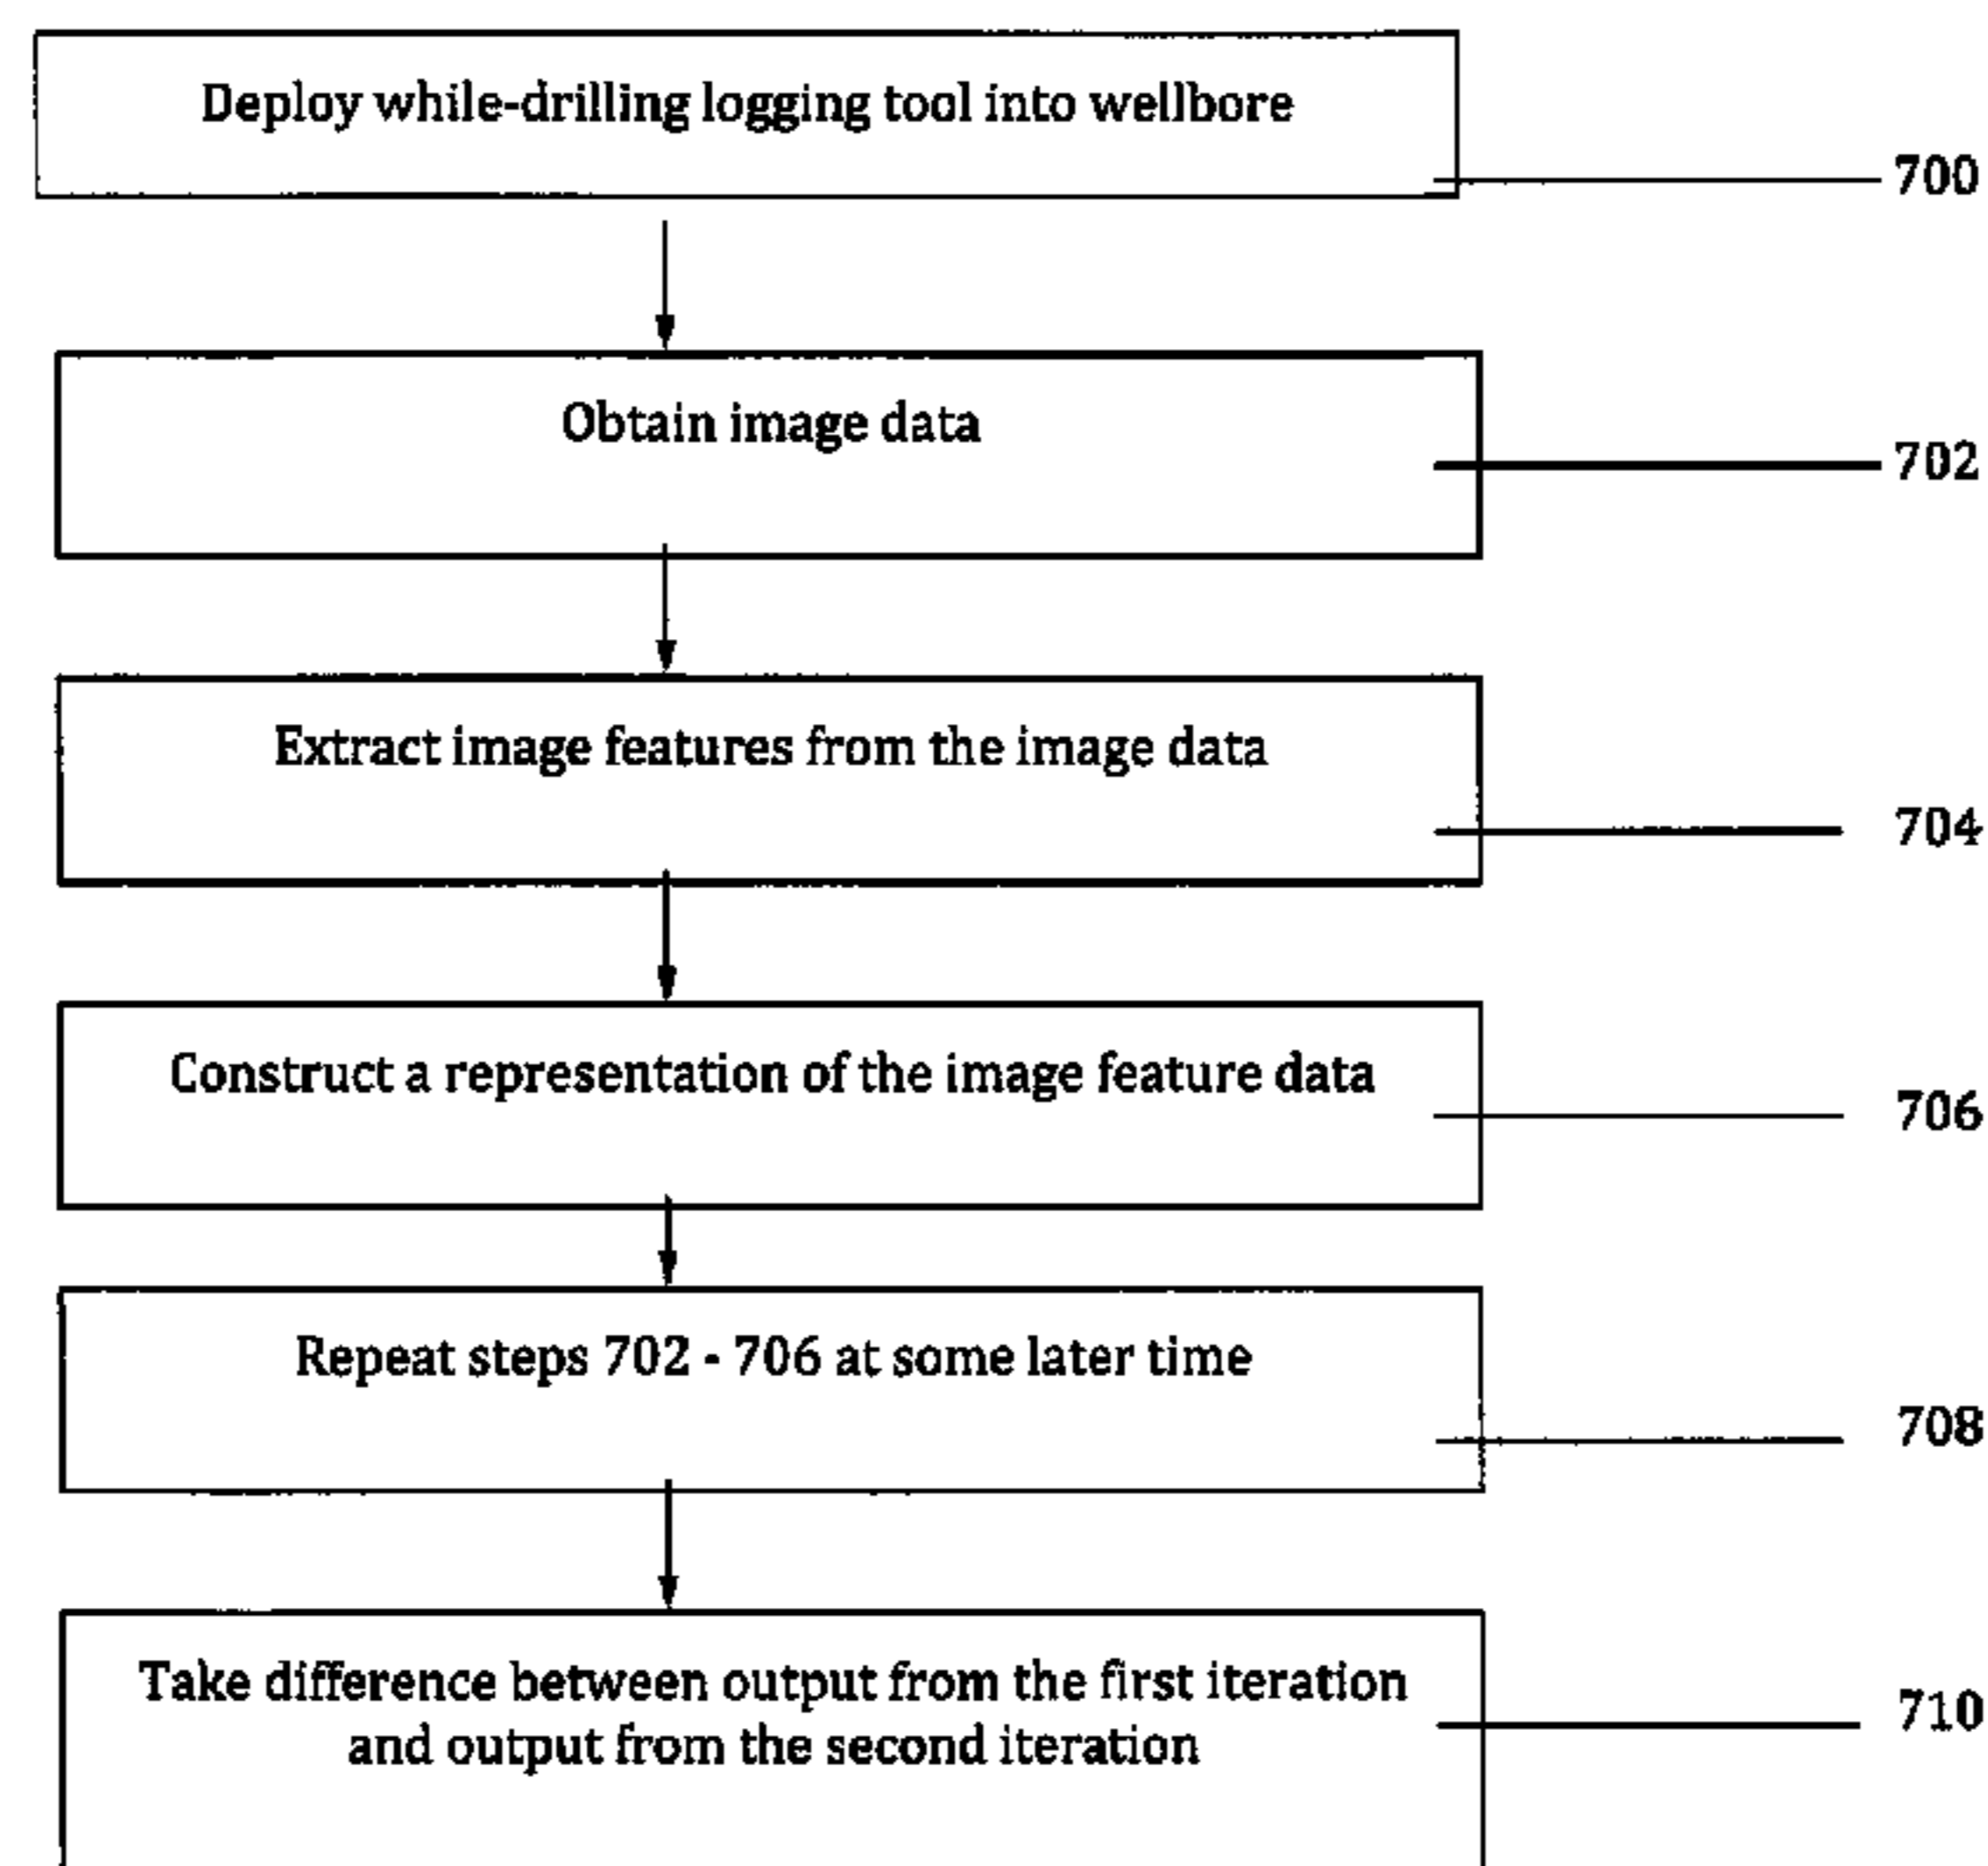 Deploy while-drilling logging tool into wellbore
700
Obtain image data
702
Extract image features from the image data
704
Construct a representation of the image feature data
706
Repeat steps 702 - 706 at some later time
708
Take difference between output from the first iteration
and output from the second iteration
710